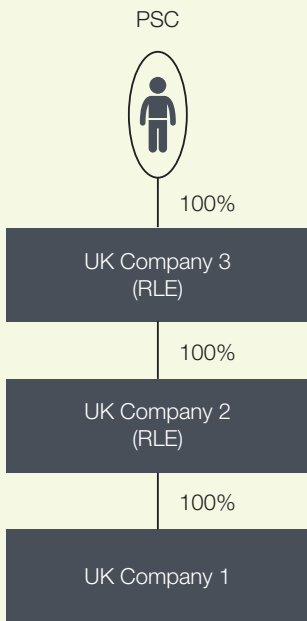 PSC
100%
UK Company 3
(RLE)
100%
UK Company 2
(RLE)
100%
UK Company 1